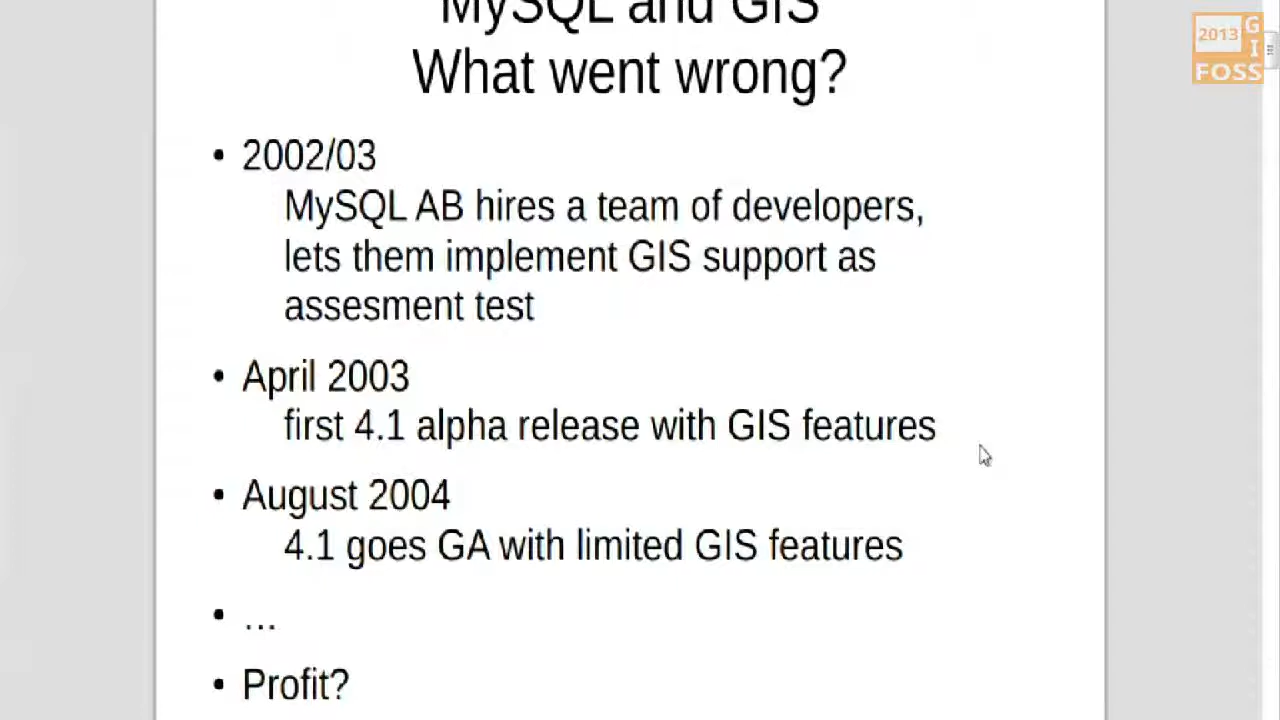 MySQL and GIS
What went wrong?
• 2002/03
MySQL AB hires a team of developers,
lets them implement GIS support as
assesment test
• April 2003
first 4.1 alpha release with GIS features
• August 2004
4.1 goes GA with limited GIS features
• ...
• Profit?
2013 GI
FOSS